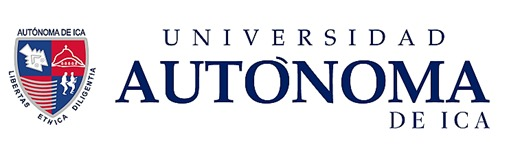 AUTÓNOMA DE ICA
LIBERTAS ETHICA DILIGENTIA
UNIVERSIDAD
AUTÒNOMA
DE ICA